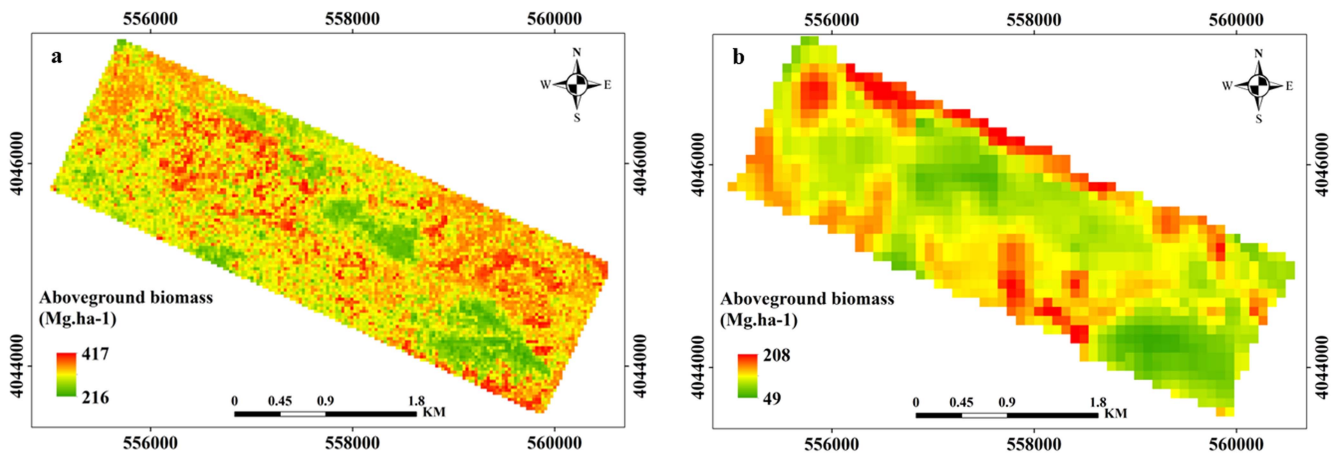 556000 558000 560000
a
N
W E
S
4046000 4046000
4044000 4044000
Aboveground biomass
(Mg.ha-1)
417
216
0 0.45 0.9 1.8
KM
556000 558000 560000
556000 558000 560000
b
N
W E
S
4046000 4046000
4044000 4044000
Aboveground biomass
(Mg.ha-1)
208
49
0 0.45 0.9 1.8
KM
556000 558000 560000